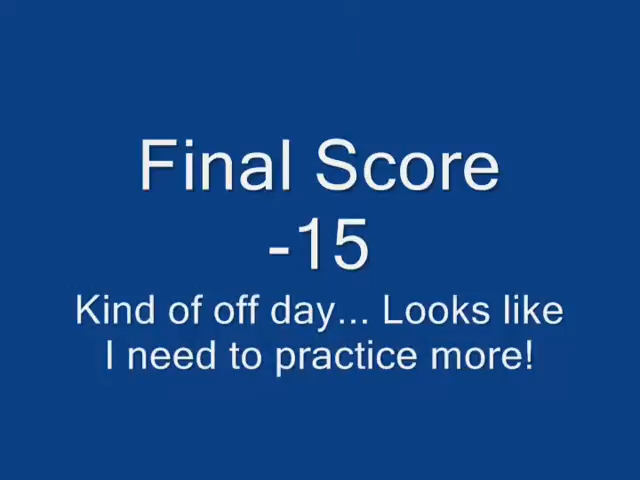 Final Score
-15
Kind of off day... Looks like
I need to practice more!